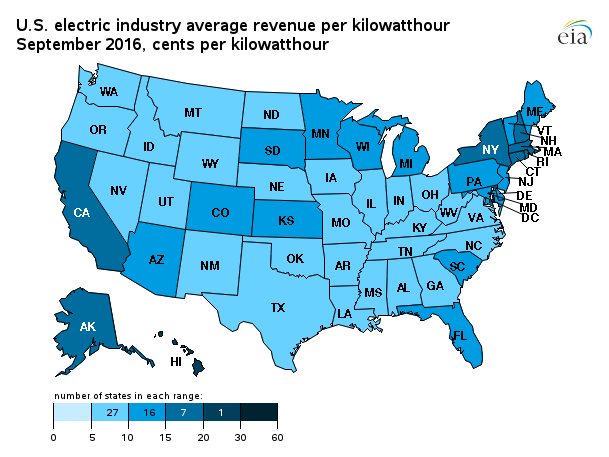 U.S. electric industry average revenue per kilowatthour
September 2016, cents per kilowatthour
eia
WA
MT
ND
MN
ME
OR
ID
SD
WI
MI
NY
VT
NH
MA
RI
CT
NJ
WY
IA
NE
PA
DE
MD
DC
NV
UT
CO
KS
MO
IL
IN
OH
WV
VA
KY
CA
AZ
NM
OK
AR
TN
NC
SC
TX
LA
MS
AL
GA
FL
AK
HI
number of states in each range:
27 16 7 1
0 5 10 15 20 30 60